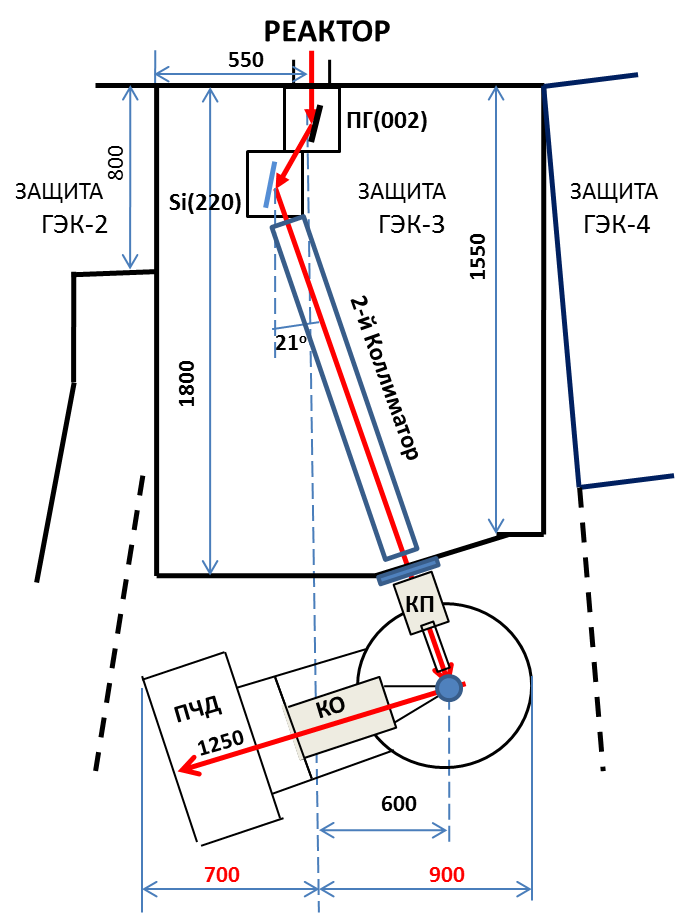 РЕАКТОР
550
ПГ(002)
800
ЗАЩИТА
ГЭК-2
Si(220)
ЗАЩИТА
ГЭК-3
ЗАЩИТА
ГЭК-4
1550
21º
2-й Коллиматор
1800
КП
ПЧД
КО
1250
600
700
900